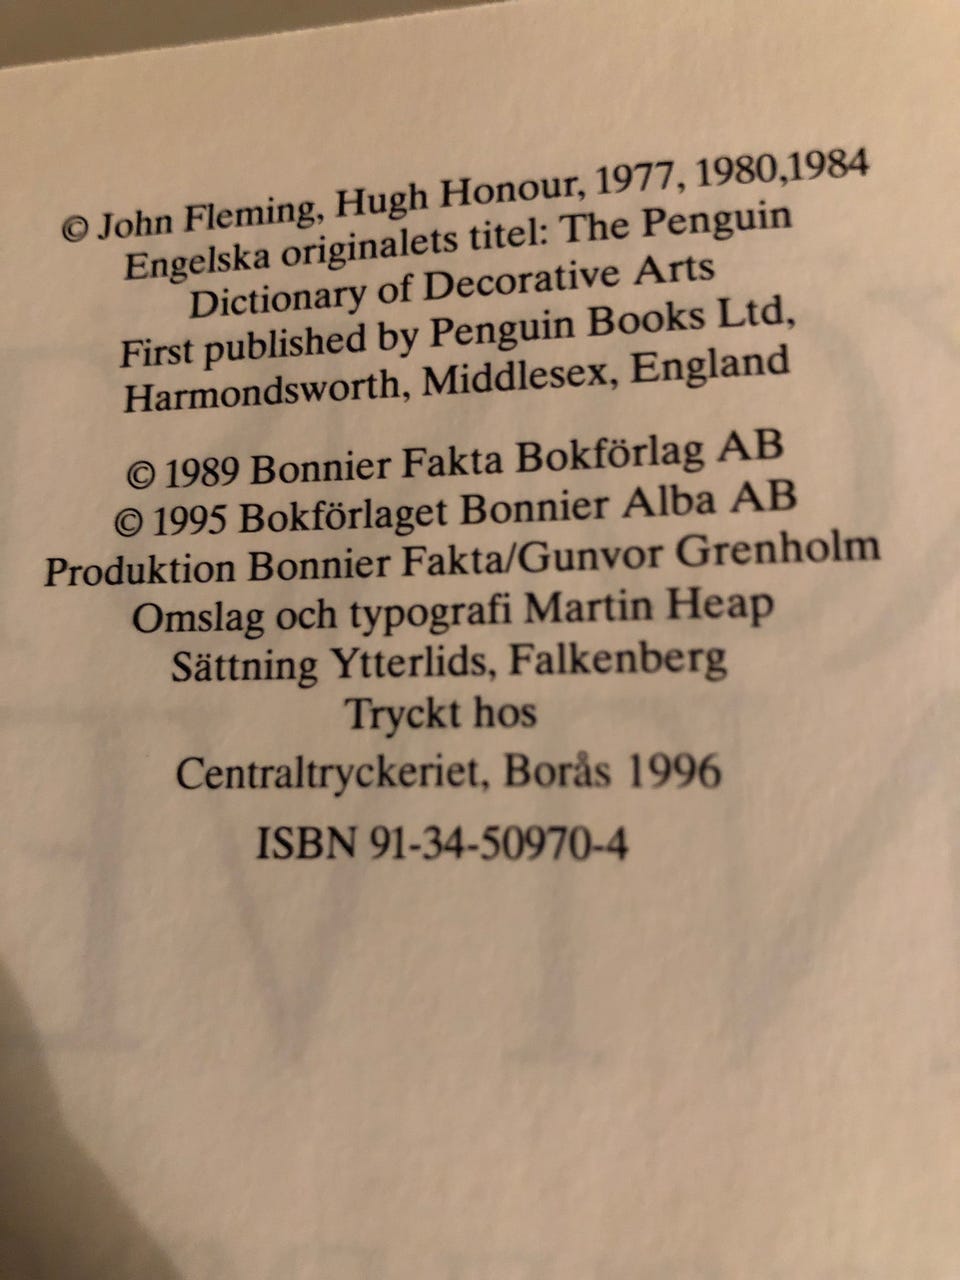 © John Fleming, Hugh Honour, 1977, 1980,1984
Engelska originalets titel: The Penguin
Dictionary of Decorative Arts
First published by Penguin Books Ltd,
Harmondsworth, Middlesex, England
© 1989 Bonnier Fakta Bokförlag AB
© 1995 Bokförlaget Bonnier Alba AB
Produktion Bonnier Fakta/Gunvor Grenholm
Omslag och typografi Martin Heap
Sättning Ytterlids, Falkenberg
Tryckt hos
Centraltryckeriet, Borås 1996
ISBN 91-34-50970-4